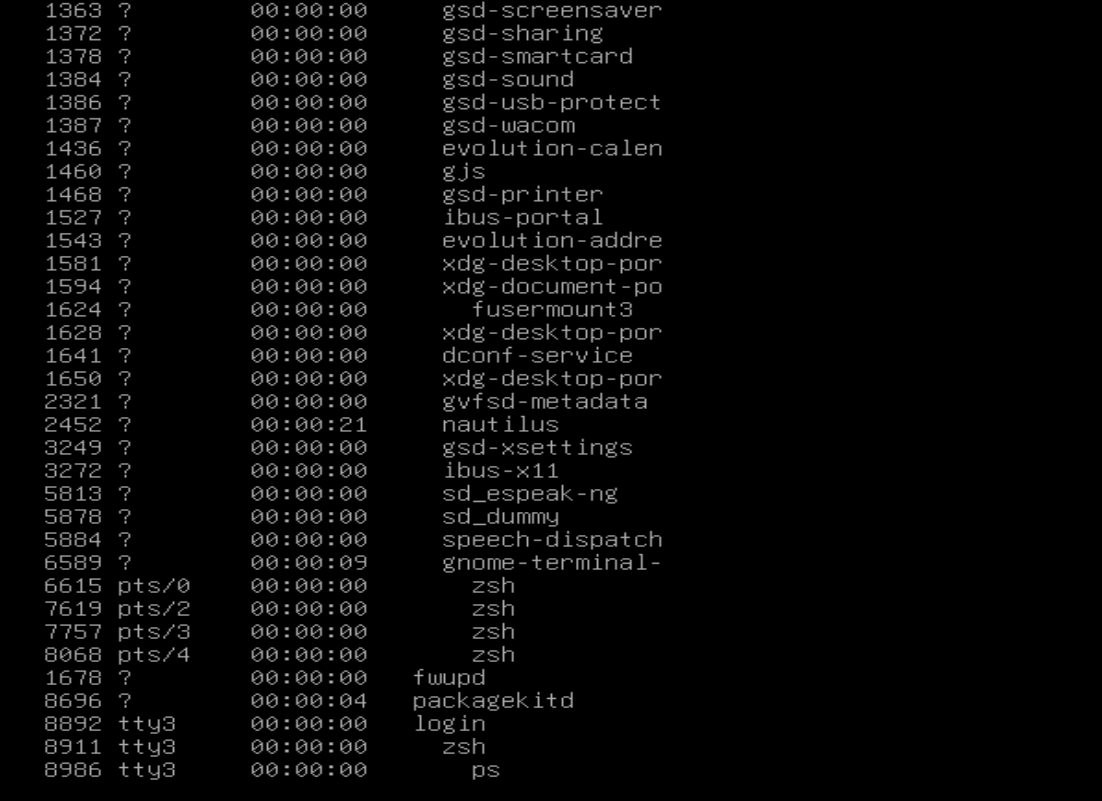 1363 ?        00:00:00     gsd-screensaver
1372 ?        00:00:00     gsd-sharing
1378 ?        00:00:00     gsd-smartcard
1384 ?        00:00:00     gsd-sound
1386 ?        00:00:00     gsd-usb-protect
1387 ?        00:00:00     gsd-wacom
1436 ?        00:00:00     evolution-calen
1460 ?        00:00:00     gjs
1468 ?        00:00:00     gsd-printer
1527 ?        00:00:00     ibus-portal
1543 ?        00:00:00     evolution-addre
1581 ?        00:00:00     xdg-desktop-por
1594 ?        00:00:00     xdg-document-po
1624 ?        00:00:00       fusermount3
1628 ?        00:00:00     xdg-desktop-por
1641 ?        00:00:00     dconf-service
1650 ?        00:00:00     xdg-desktop-por
2321 ?        00:00:00     gvfsd-metadata
2452 ?        00:00:21     nautilus
3249 ?        00:00:00     gsd-xsettings
3272 ?        00:00:00     ibus-x11
5813 ?        00:00:00     sd_espeak-ng
5878 ?        00:00:00     sd_dummy
5884 ?        00:00:00     speech-dispatch
6589 ?        00:00:09     gnome-terminal-
6615 pts/0    00:00:00       zsh
7619 pts/2    00:00:00       zsh
7757 pts/3    00:00:00       zsh
8068 pts/4    00:00:00       zsh
1678 ?        00:00:00   fwupd
8696 ?        00:00:04   packagekitd
8892 tty3     00:00:00   login
8911 tty3     00:00:00     zsh
8986 tty3     00:00:00       ps